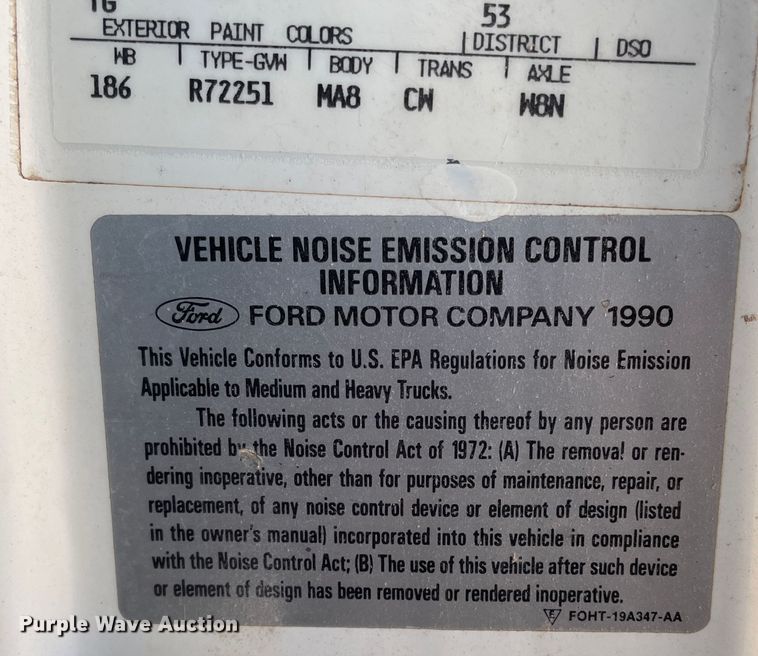 TG 53
EXTERIOR PAINT COLORS DISTRICT DSO
WB TYPE-GVW BODY TRANS AXLE
186 R72251 MA8 CW W8N
VEHICLE NOISE EMISSION CONTROL
INFORMATION
Ford FORD MOTOR COMPANY 1990
This Vehicle Conforms to U.S. EPA Regulations for Noise Emission
Applicable to Medium and Heavy Trucks.
The following acts or the causing thereof by any person are
prohibited by the Noise Control Act of 1972: (A) The removal or ren-
dering inoperative, other than for purposes of maintenance, repair, or
replacement, of any noise control device or element of design (listed
in the owner's manual) incorporated into this vehicle in compliance
with the Noise Control Act; (B) The use of this vehicle after such device
or element of design has been removed or rendered inoperative.
E FOHT-19A347-AA
Purple Wave Auction